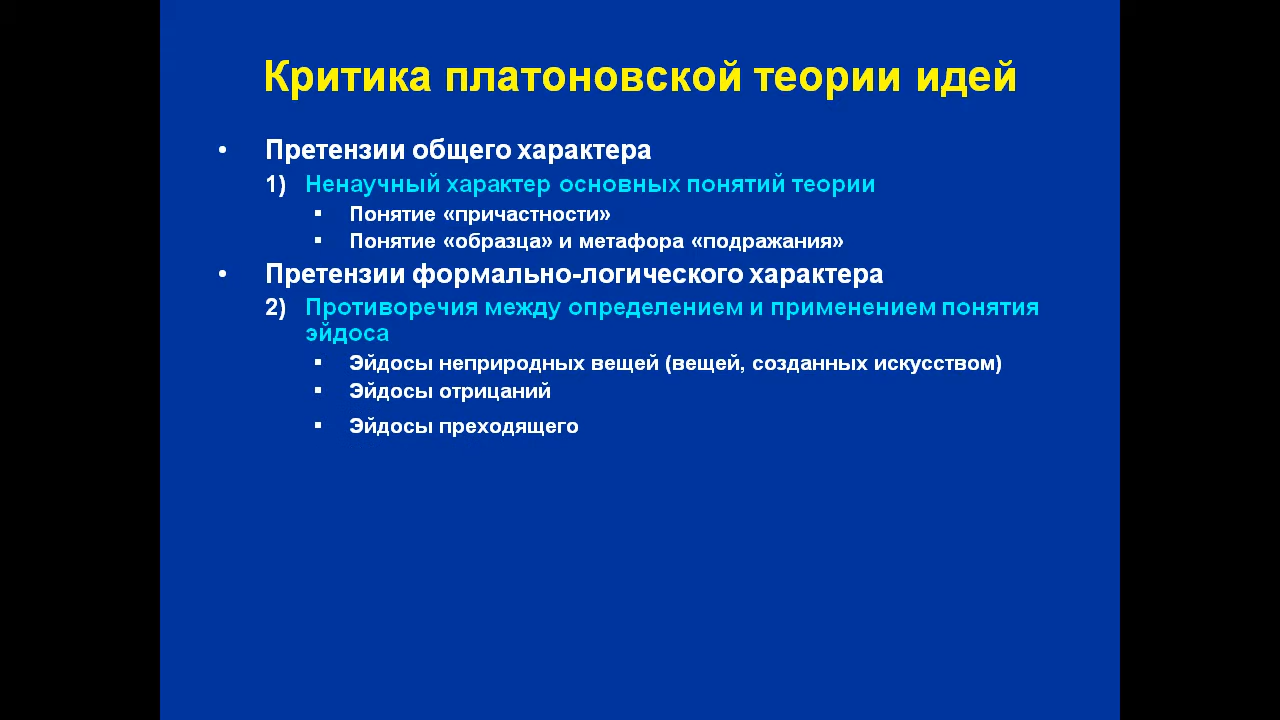 Критика платоновской теории идей
• Претензии общего характера
1) Ненаучный характер основных понятий теории
▪ Понятие «причастности»
▪ Понятие «образца» и метафора «подражания»
• Претензии формально-логического характера
2) Противоречия между определением и применением понятия
эйдоса
▪ Эйдосы неприродных вещей (вещей, созданных искусством)
▪ Эйдосы отрицаний
▪ Эйдосы преходящего